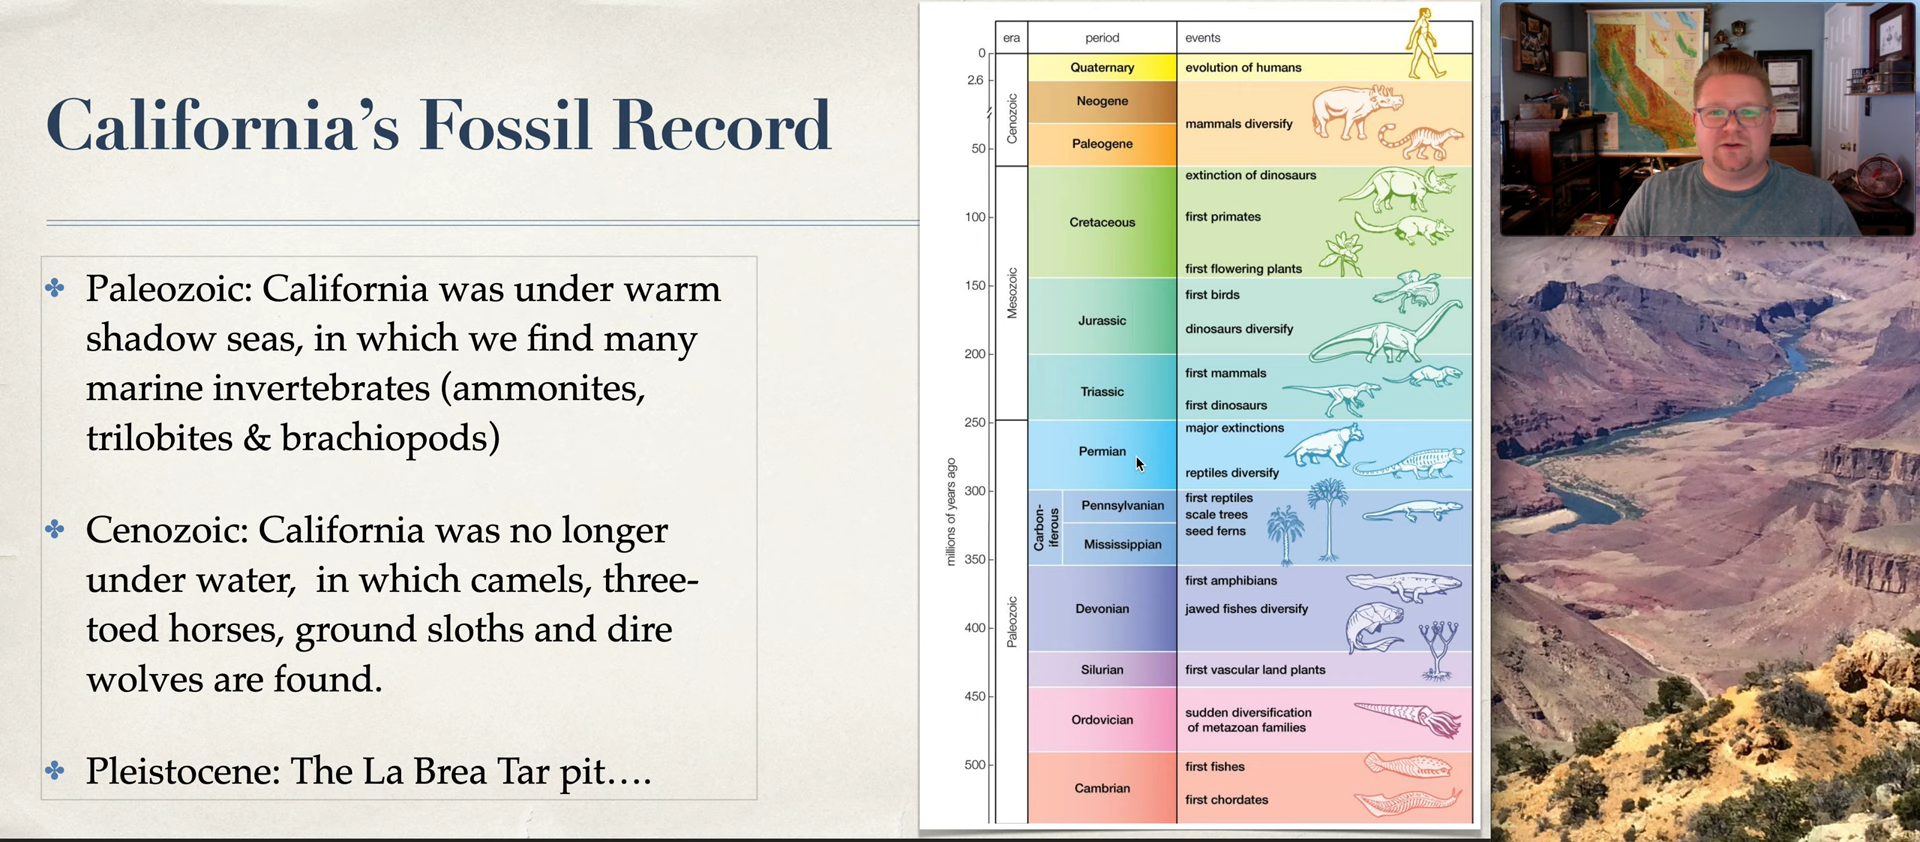 California's Fossil Record
Paleozoic: California was under warm
shadow seas, in which we find many
marine invertebrates (ammonites,
trilobites & brachiopods)
Cenozoic: California was no longer
under water,  in which camels, three-
toed horses, ground sloths and dire
wolves are found.
Pleistocene: The La Brea Tar pit….
era period events
0
Quaternary evolution of humans
2.6
Cenozoic
Neogene
mammals diversify
Paleogene
50
extinction of dinosaurs
100 first primates
Cretaceous
first flowering plants
Mesozoic
150
first birds
Jurassic dinosaurs diversify
200
first mammals
Triassic
first dinosaurs
250
major extinctions
Permian
reptiles diversify
millions of years ago
300
Carbon-
iferous
Pennsylvanian
first reptiles
scale trees
seed ferns
Mississippian
350
first amphibians
Devonian jawed fishes diversify
Paleozoic
400
Silurian first vascular land plants
450
Ordovician
sudden diversification
of metazoan families
500 first fishes
Cambrian
first chordates